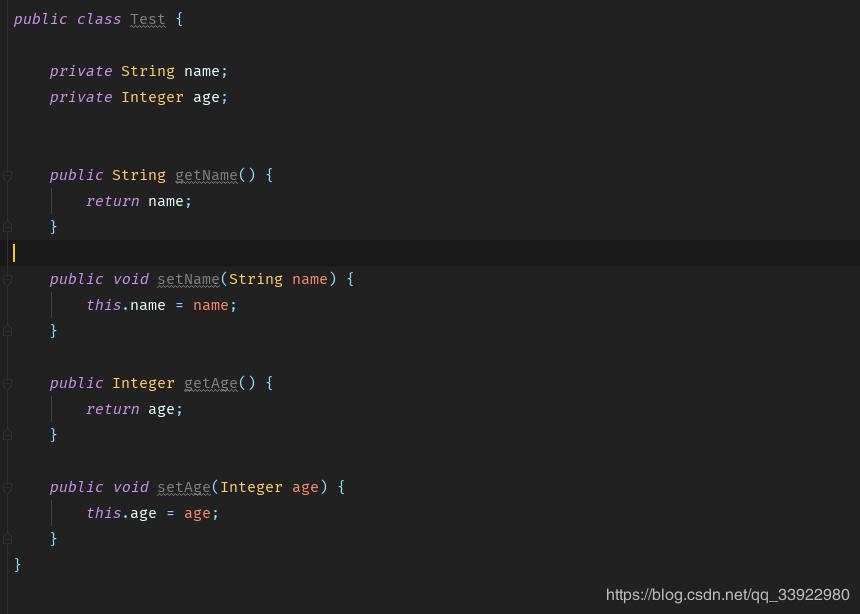 public class Test {
private String name;
private Integer age;
public String getName() {
return name;
}
public void setName(String name) {
this.name = name;
}
public Integer getAge() {
return age;
}
public void setAge(Integer age) {
this.age = age;
}
}
https://blog.csdn.net/qq_33922980